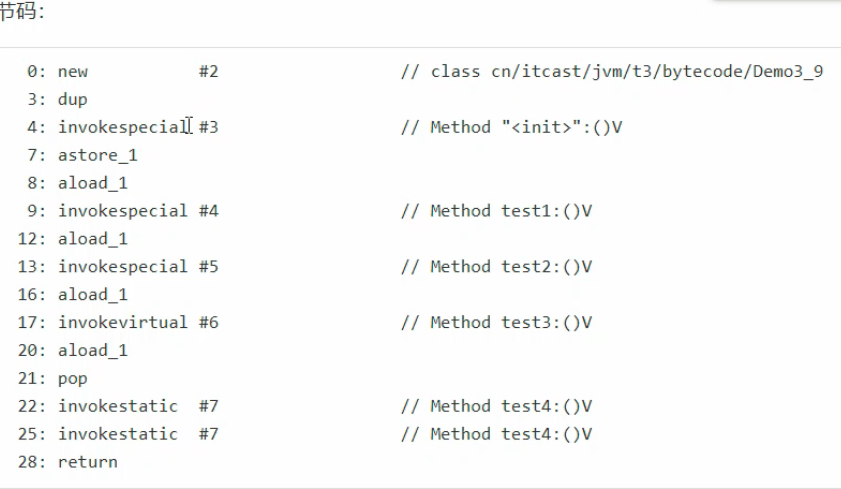 节码:
0: new #2 // class cn/itcast/jvm/t3/bytecode/Demo3_9
3: dup
4: invokespecial #3 // Method "<init>":()V
7: astore_1
8: aload_1
9: invokespecial #4 // Method test1:()V
12: aload_1
13: invokespecial #5 // Method test2:()V
16: aload_1
17: invokevirtual #6 // Method test3:()V
20: aload_1
21: pop
22: invokestatic #7 // Method test4:()V
25: invokestatic #7 // Method test4:()V
28: return